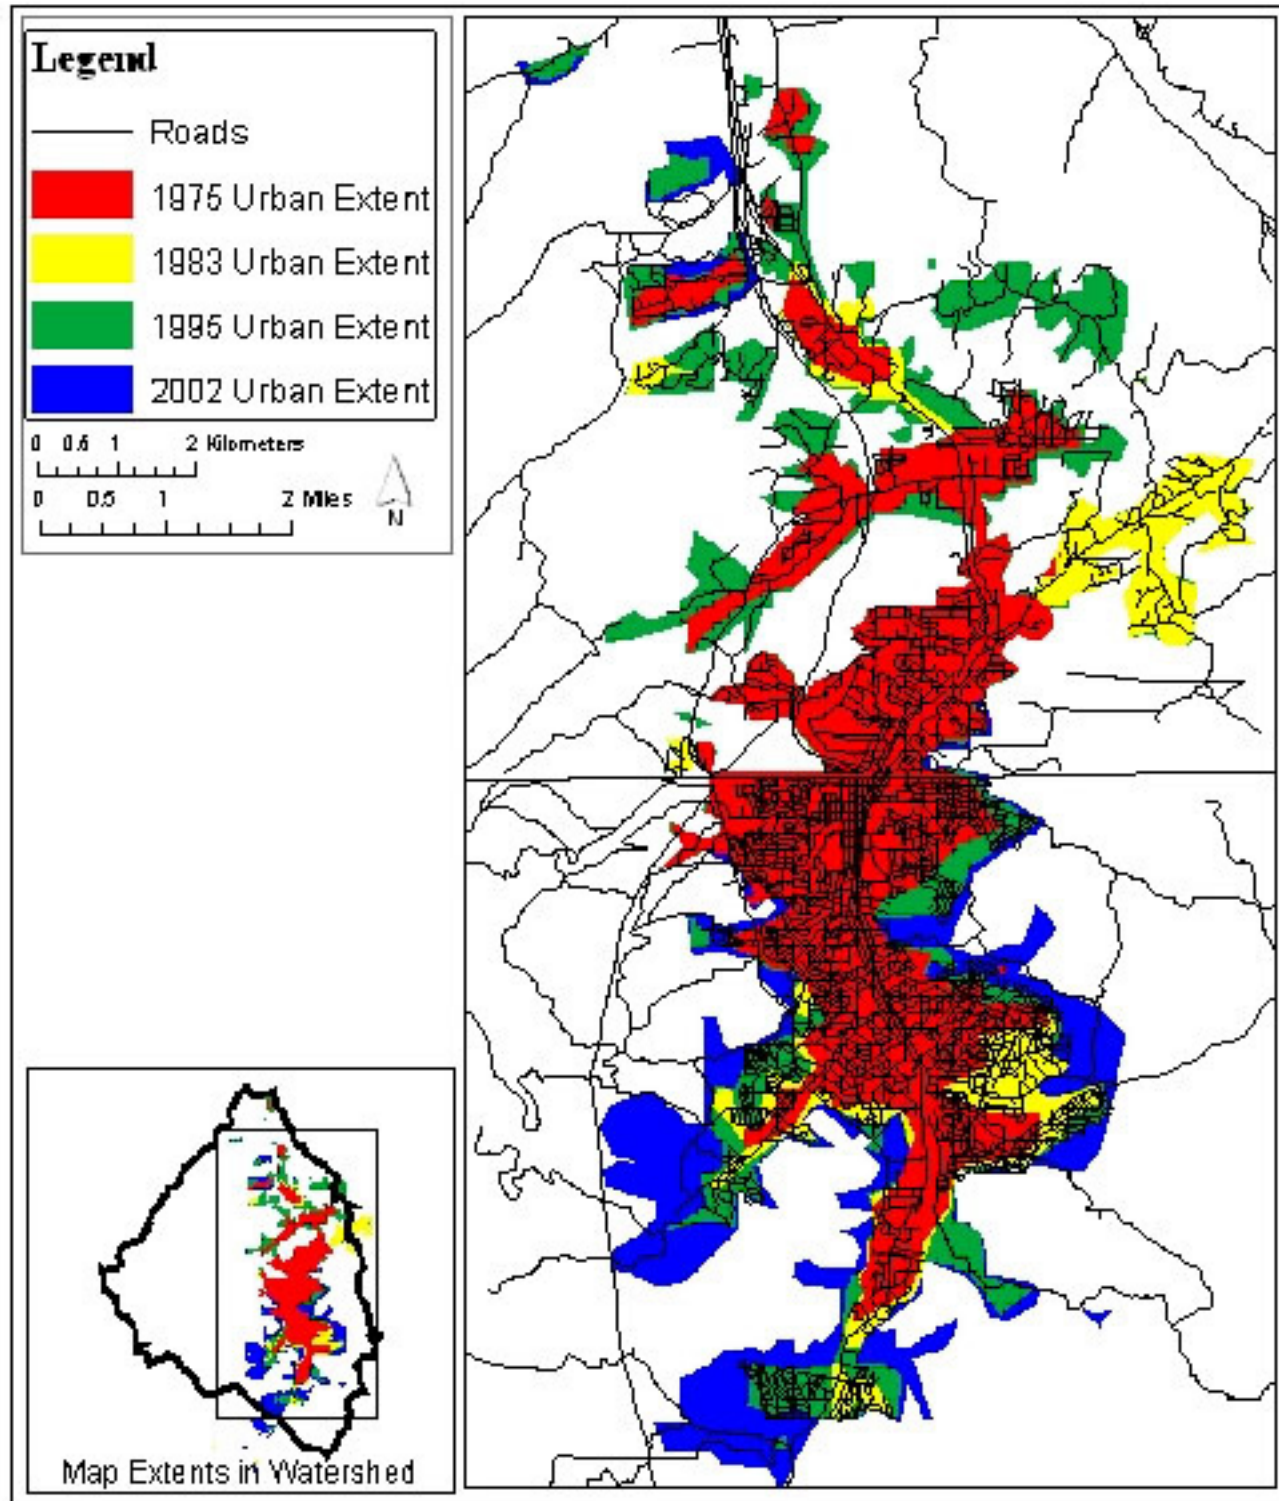 Legend
Roads
1975 Urban Extent
1983 Urban Extent
1995 Urban Extent
2002 Urban Extent
0 0.5 1 2 Kilometers
0 0.5 1 2 Miles
N
Map Extents in Watershed